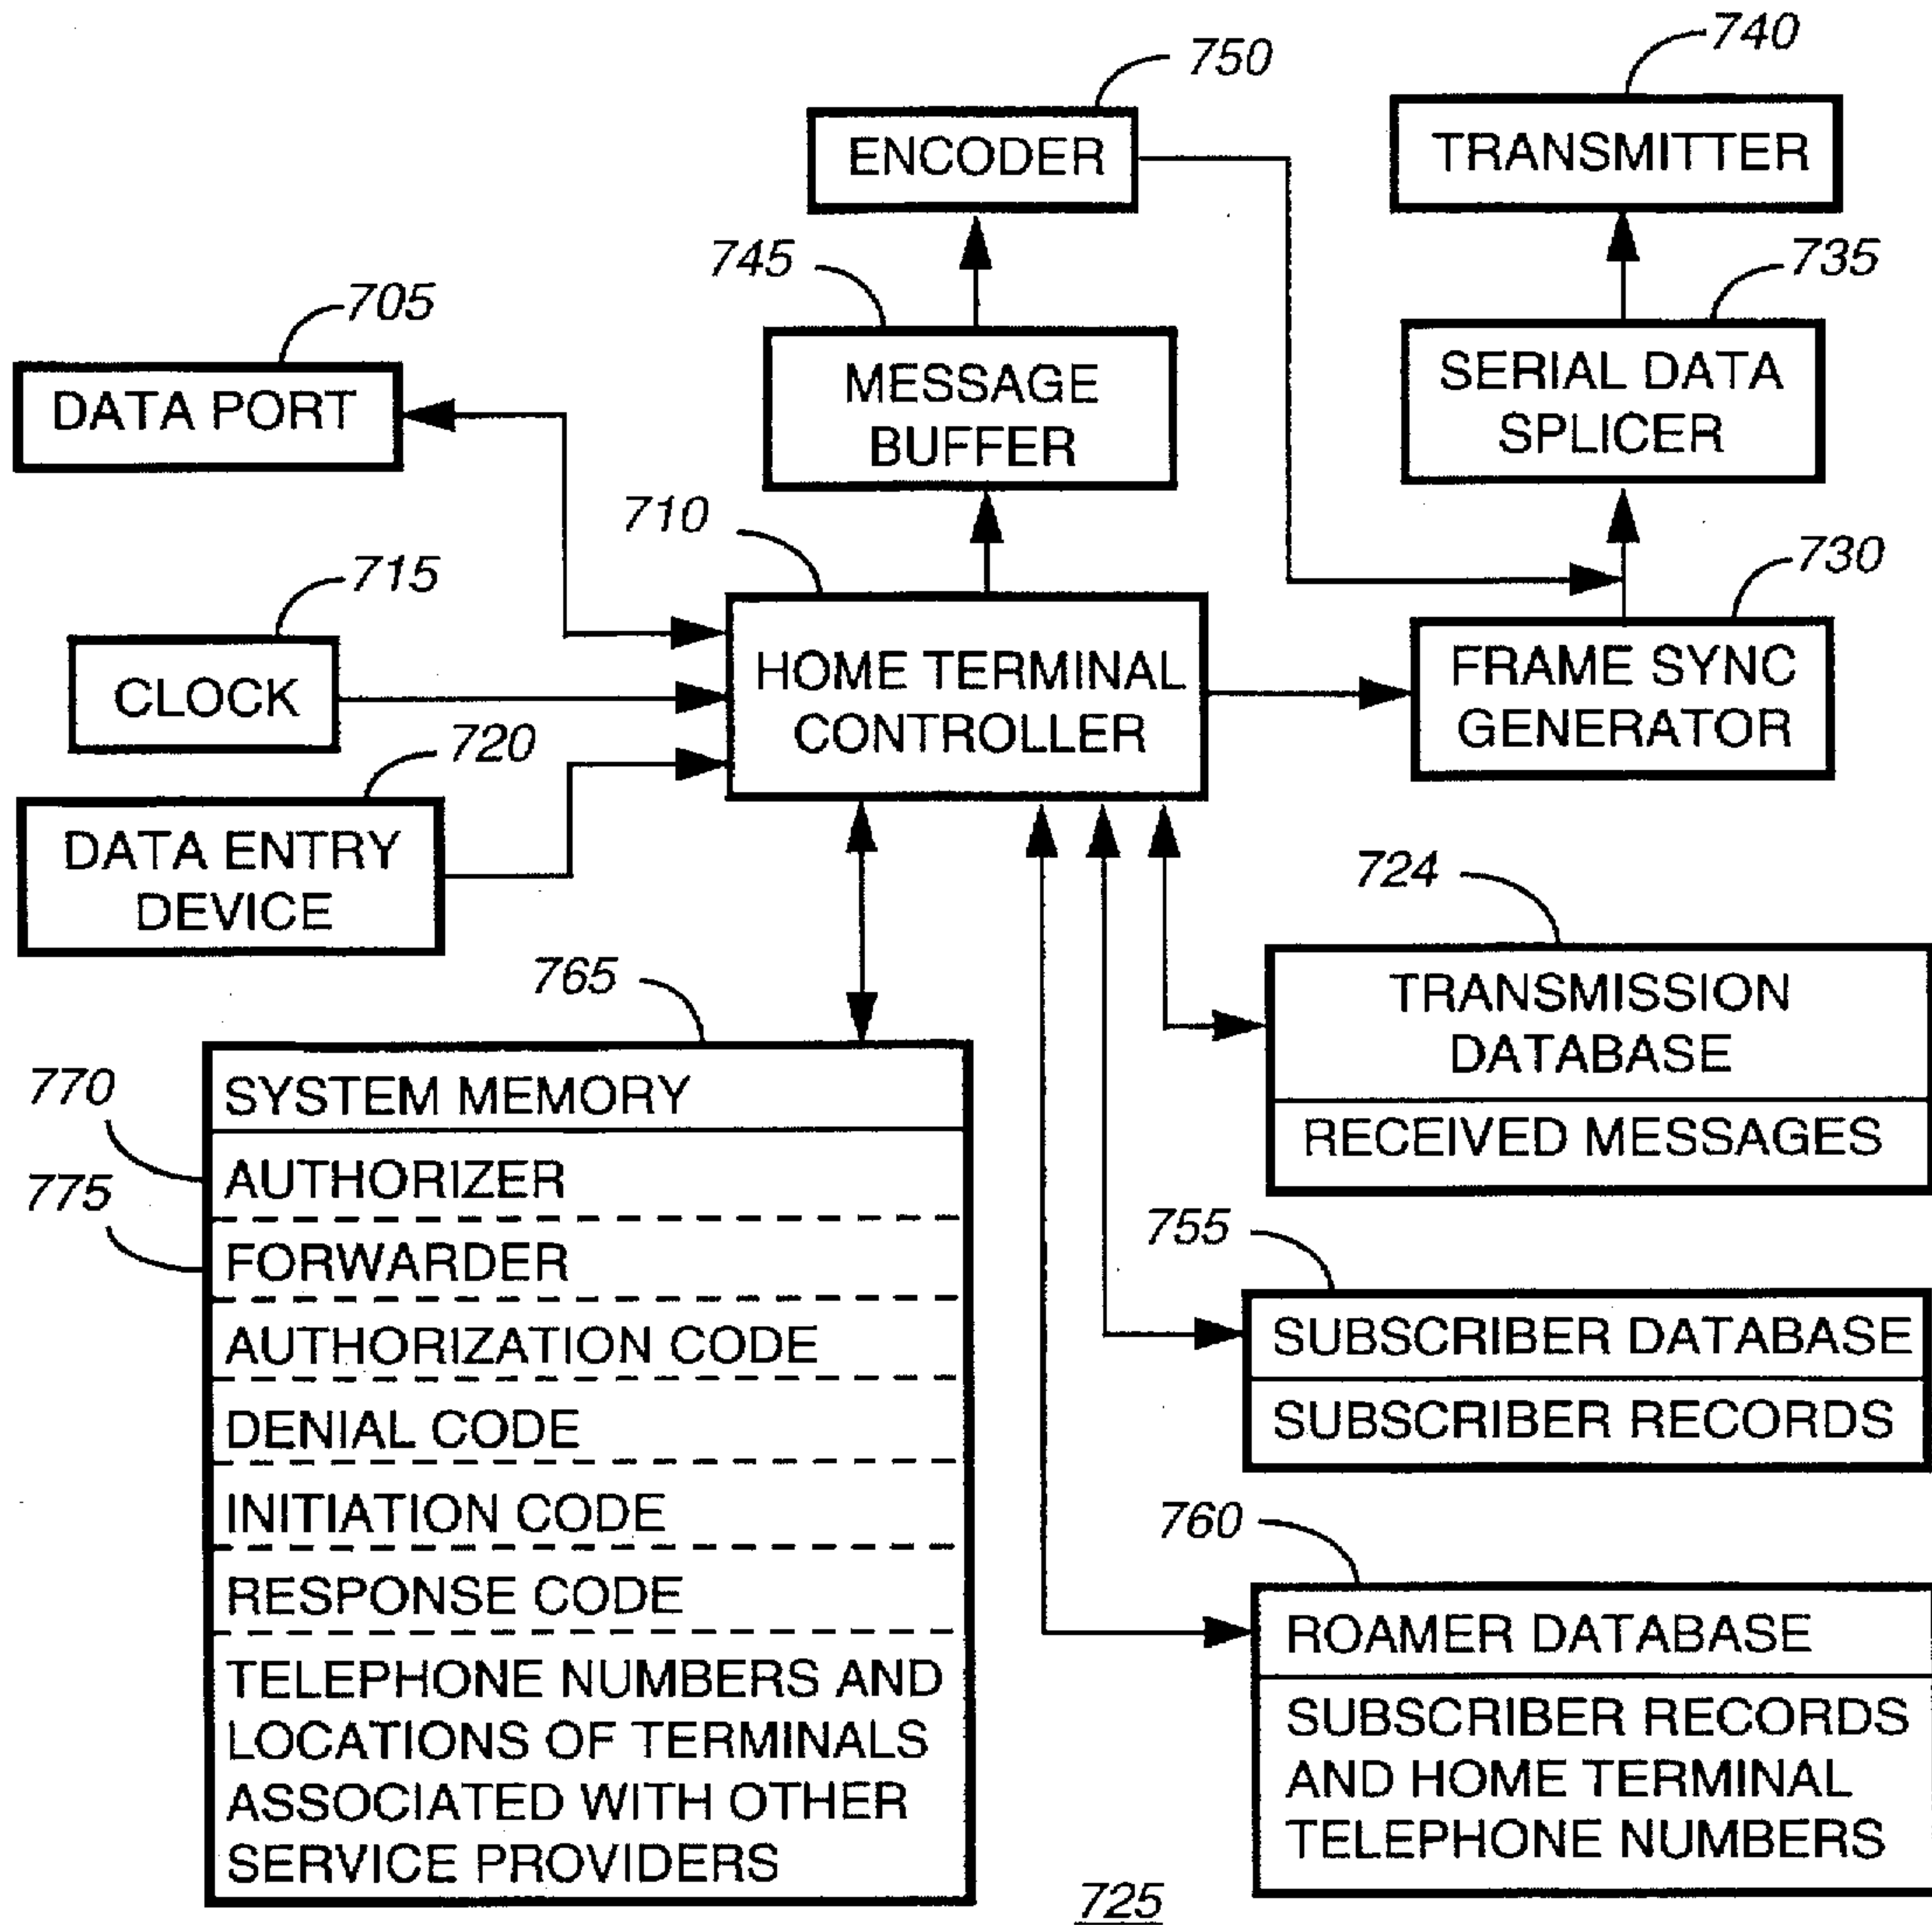 740
750
TRANSMITTER
ENCODER
745
735
705
SERIAL DATA
SPLICER
MESSAGE
BUFFER
DATA PORT
710
730
715
HOME TERMINAL
CONTROLLER
FRAME SYNC
GENERATOR
CLOCK
720
DATA ENTRY
DEVICE
724
TRANSMISSION
DATABASE
RECEIVED MESSAGES
765
SYSTEM MEMORY
770
AUTHORIZER
775
FORWARDER
AUTHORIZATION CODE
DENIAL CODE
INITIATION CODE
RESPONSE CODE
TELEPHONE NUMBERS AND
LOCATIONS OF TERMINALS
ASSOCIATED WITH OTHER
SERVICE PROVIDERS
755
SUBSCRIBER DATABASE
SUBSCRIBER RECORDS
760
ROAMER DATABASE
SUBSCRIBER RECORDS
AND HOME TERMINAL
TELEPHONE NUMBERS
725